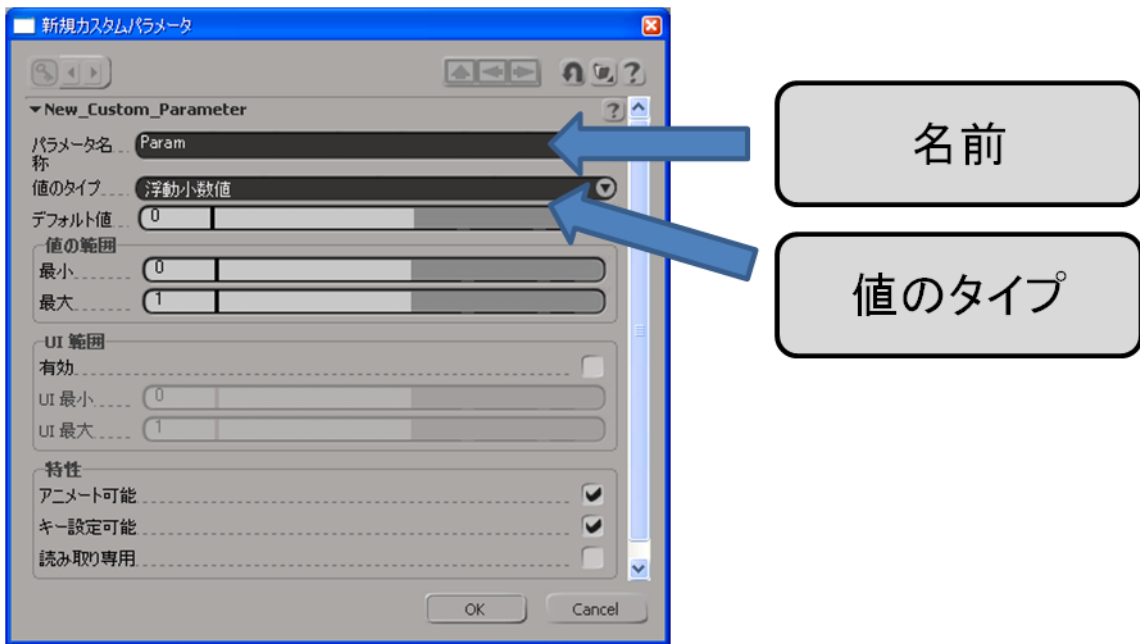 新規カスタムパラメータ
?
New_Custom_Parameter
?
パラメータ名称
Param
名前
値のタイプ
浮動小数値
デフォルト値
0
値のタイプ
値の範囲
最小
0
最大
1
UI 範囲
有効
UI 最小
0
UI 最大
1
特性
アニメート可能
キー設定可能
読み取り専用
OK
Cancel